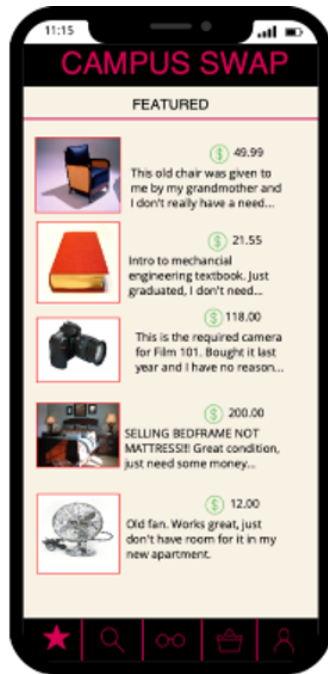 11:15
CAMPUS SWAP
FEATURED
$ 49.99
This old chair was given to
me by my grandmother and
I don't really have a need...
$ 21.55
Intro to mechancial
engineering textbook. Just
graduated, I don't need...
$ 118.00
This is the required camera
for Film 101. Bought it last
year and I have no reason...
$ 200.00
SELLING BEDFRAME NOT
MATTRESS!!! Great condition,
just need some money...
$ 12.00
Old fan. Works great, just
don't have room for it in my
new apartment.